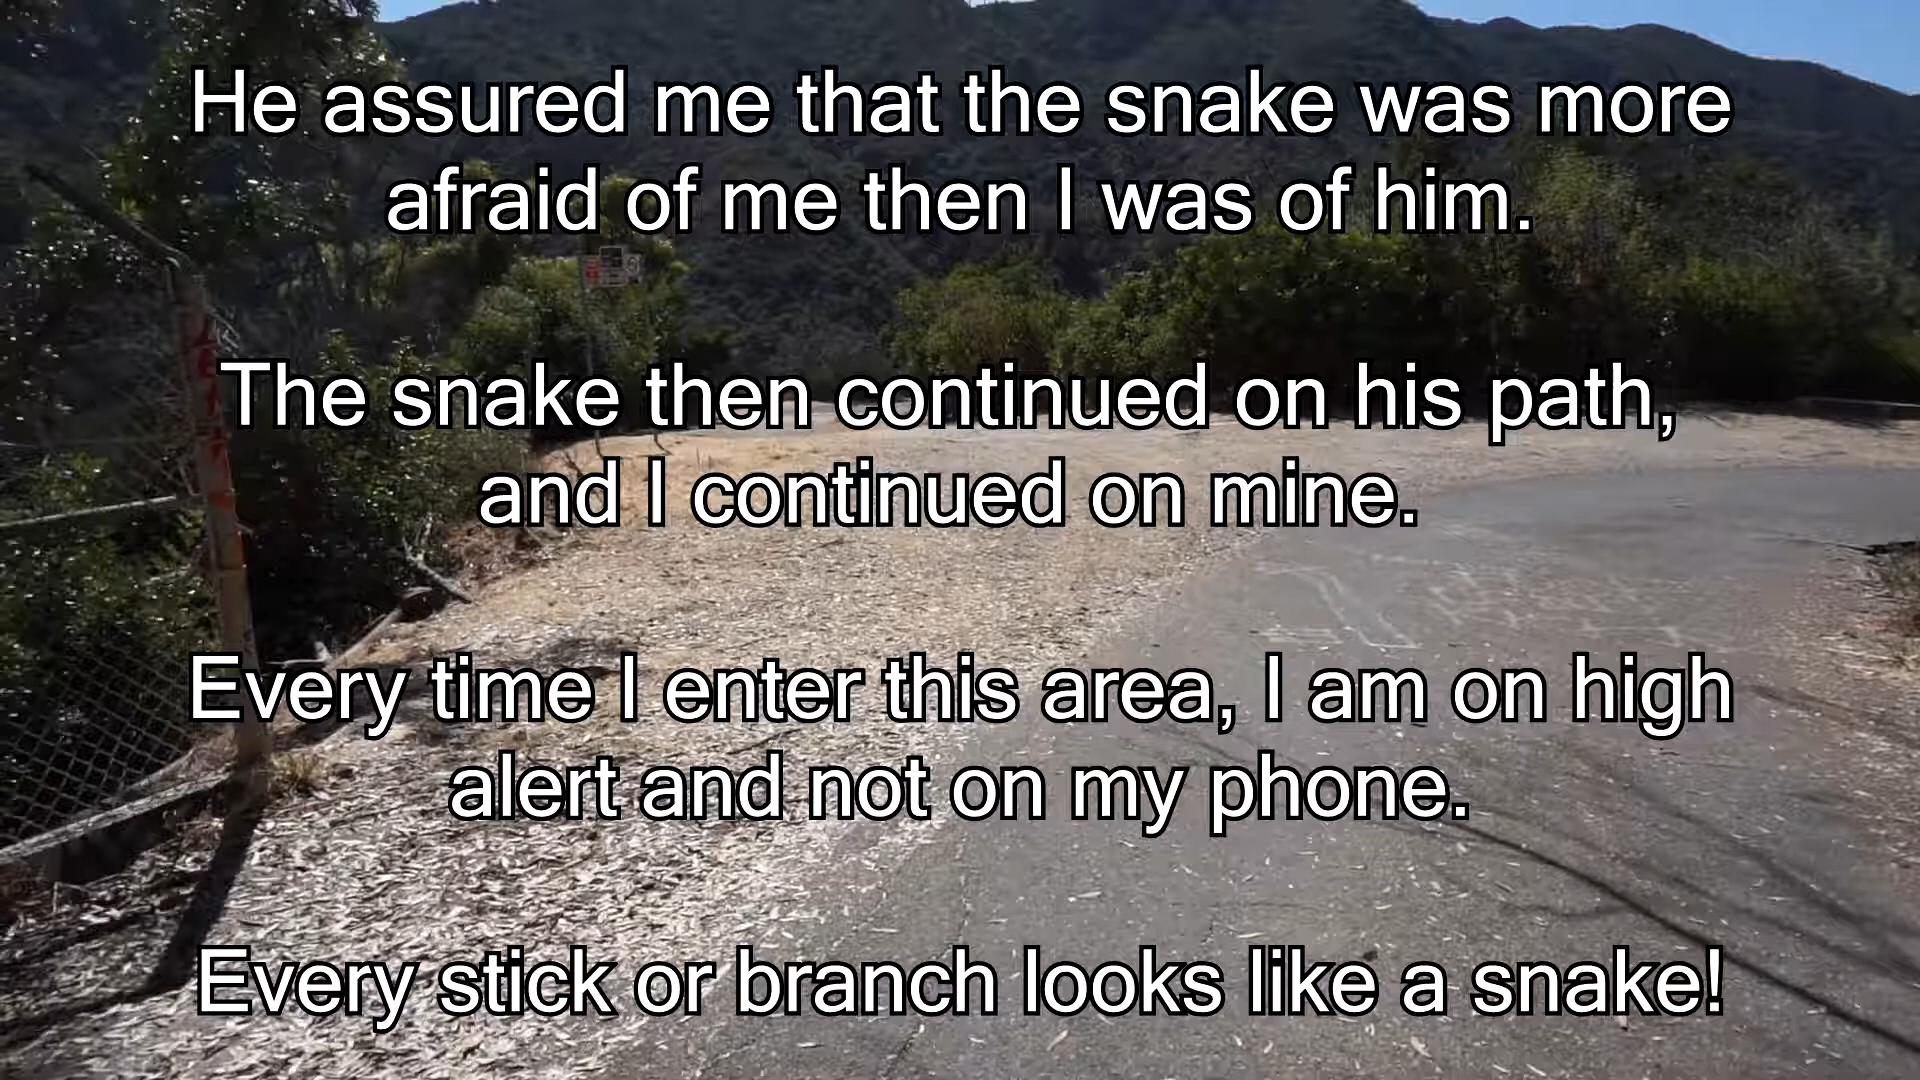 He assured me that the snake was more
afraid of me then I was of him.
The snake then continued on his path,
and I continued on mine.
Every time I enter this area, I am on high
alert and not on my phone.
Every stick or branch looks like a snake!